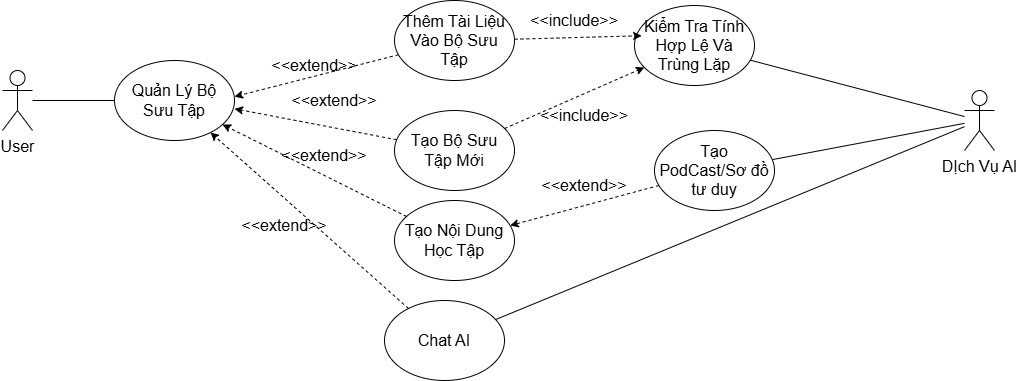 Thêm Tài Liệu
Vào Bộ Sưu
Tập
<<include>>
Kiểm Tra Tính
Hợp Lệ Và
Trùng Lặp
<<extend>>
Quản Lý Bộ
Sưu Tập
<<extend>>
<<include>>
User
Tạo Bộ Sưu
Tập Mới
<<extend>>
Tạo
PodCast/Sơ đồ
tư duy
Dịch Vụ AI
<<extend>>
<<extend>>
Tạo Nội Dung
Học Tập
Chat AI